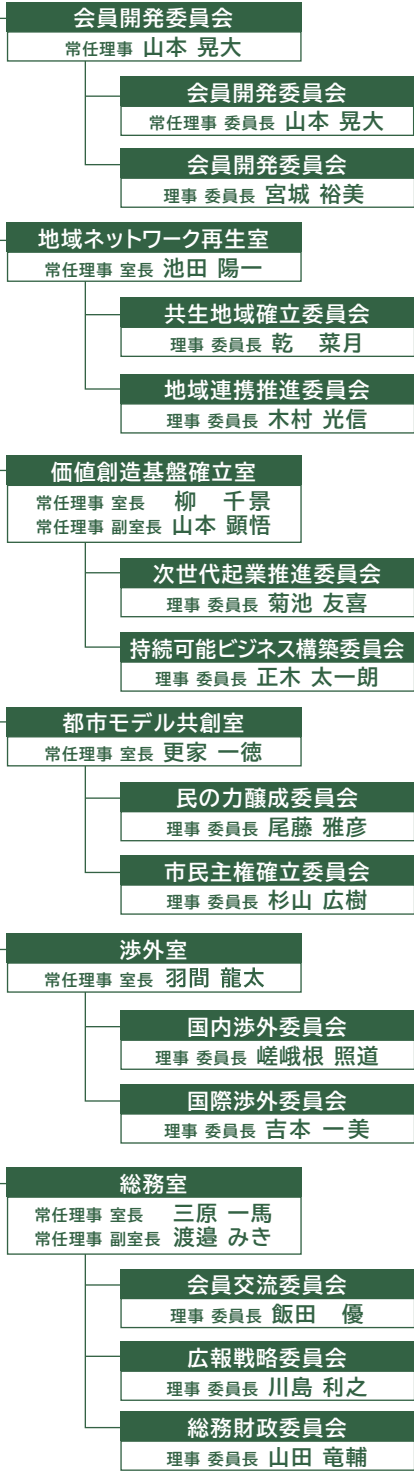 会員開発委員会
常任理事 山本 晃大
会員開発委員会
常任理事 委員長 山本 晃大
会員開発委員会
理事 委員長 宮城 裕美
地域ネットワーク再生室
常任理事 室長 池田 陽一
共生地域確立委員会
理事 委員長 乾　菜月
地域連携推進委員会
理事 委員長 木村 光信
価値創造基盤確立室
常任理事 室長　柳　千景
常任理事 副室長 山本 顕悟
次世代起業推進委員会
理事 委員長 菊池 友喜
持続可能ビジネス構築委員会
理事 委員長 正木 太一朗
都市モデル共創室
常任理事 室長 更家 一徳
民の力醸成委員会
理事 委員長 尾藤 雅彦
市民主権確立委員会
理事 委員長 杉山 広樹
渉外室
常任理事 室長 羽間 龍太
国内渉外委員会
理事 委員長 嵯峨根 照道
国際渉外委員会
理事 委員長 吉本 一美
総務室
常任理事 室長　三原 一馬
常任理事 副室長 渡邉 みき
会員交流委員会
理事 委員長 飯田　優
広報戦略委員会
理事 委員長 川島 利之
総務財政委員会
理事 委員長 山田 竜輔